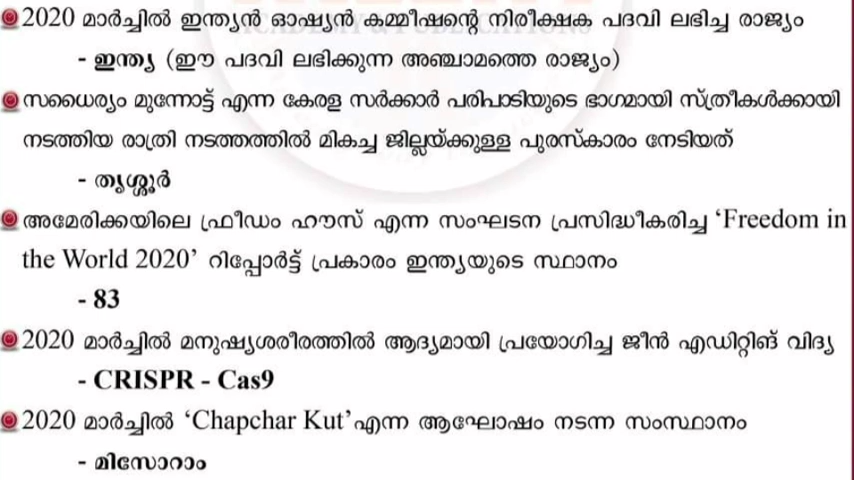 2020 മാർച്ചിൽ ഇന്ത്യൻ ഓഷ്യൻ കമ്മീഷന്റെ നിരീക്ഷക പദവി ലഭിച്ച രാജ്യം
- ഇന്ത്യ (ഈ പദവി ലഭിക്കുന്ന അഞ്ചാമത്തെ രാജ്യം)
സധൈര്യം മുന്നോട്ട് എന്ന കേരള സർക്കാർ പരിപാടിയുടെ ഭാഗമായി സ്ത്രീകൾക്കായി
നടത്തിയ രാത്രി നടത്തത്തിൽ മികച്ച ജില്ലയ്ക്കുള്ള പുരസ്കാരം നേടിയത്
- തൃശ്ശൂർ
അമേരിക്കയിലെ ഫ്രീഡം ഹൗസ് എന്ന സംഘടന പ്രസിദ്ധീകരിച്ച ‘Freedom in
the World 2020’ റിപ്പോർട്ട് പ്രകാരം ഇന്ത്യയുടെ സ്ഥാനം
- 83
2020 മാർച്ചിൽ മനുഷ്യശരീരത്തിൽ ആദ്യമായി പ്രയോഗിച്ച ജീൻ എഡിറ്റിങ് വിദ്യ
- CRISPR - Cas9
2020 മാർച്ചിൽ ‘Chapchar Kut’ എന്ന ആഘോഷം നടന്ന സംസ്ഥാനം
- മിസോറാം